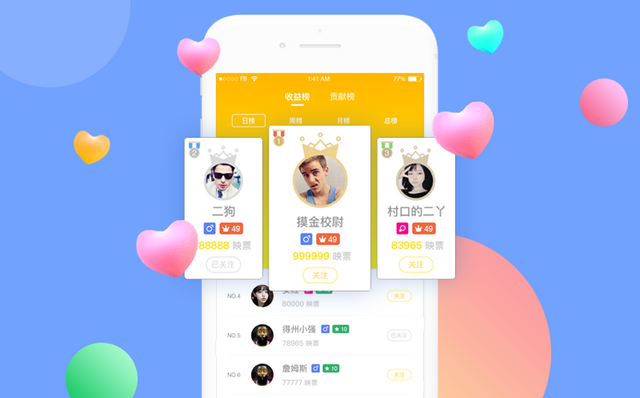 FB
1:41 AM
77%
收益榜
贡献榜
日榜
周榜
月榜
总榜
2
二狗
49
88888 映票
已关注
1
摸金校尉
49
999999 映票
关注
3
村口的二丫
49
83965 映票
关注
NO.4
80000 映票
关注
NO.5
得州小强
10
78965 映票
已关注
NO.6
詹姆斯
10
77777 映票
关注